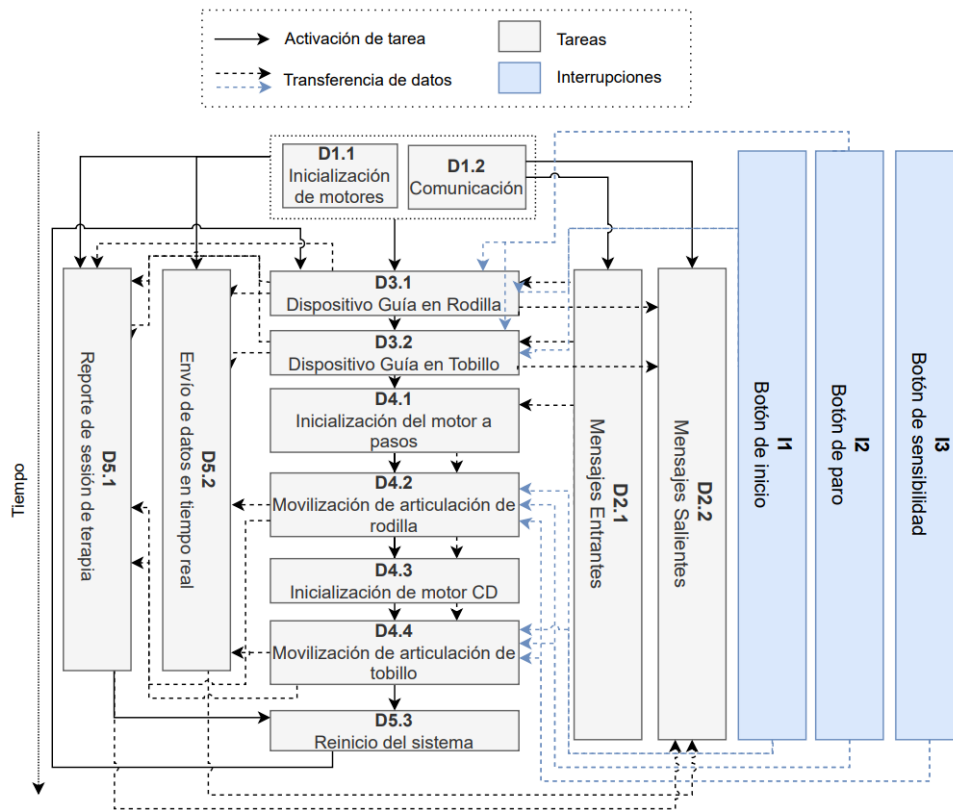 Activación de tarea
Transferencia de datos
Tareas
Interrupciones
Tiempo
D1.1
Inicialización
de motores
D1.2
Comunicación
D3.1
Dispositivo Guía en Rodilla
D3.2
Dispositivo Guía en Tobillo
D4.1
Inicialización del motor a
pasos
D4.2
Movilización de articulación de
rodilla
D4.3
Inicialización de motor CD
D4.4
Movilización de articulación de
tobillo
D5.3
Reinicio del sistema
D5.1
Reporte de sesión de terapia
D5.2
Envío de datos en tiempo real
D2.1
Mensajes Entrantes
D2.2
Mensajes Salientes
I1
Botón de inicio
I2
Botón de paro
I3
Botón de sensibilidad